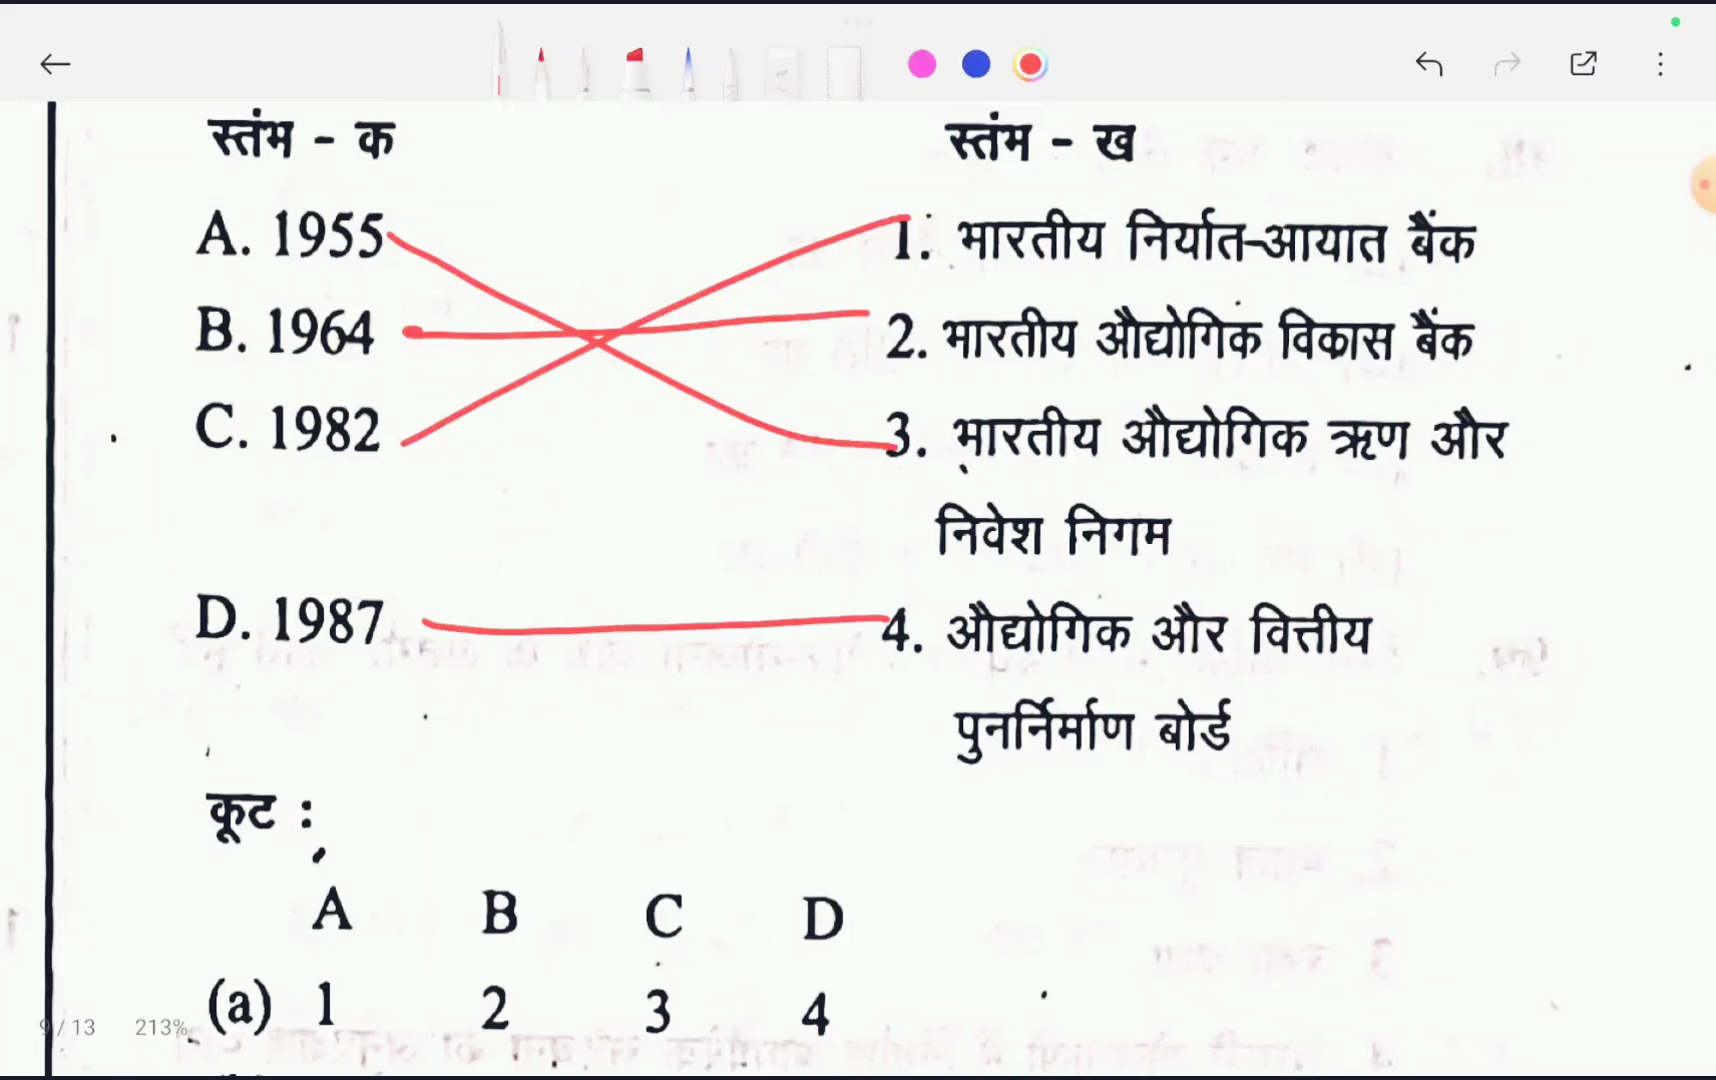 स्तंभ - क स्तंभ - ख
A. 1955 1. भारतीय निर्यात-आयात बैंक
B. 1964 2. भारतीय औद्योगिक विकास बैंक
C. 1982 3. भारतीय औद्योगिक ऋण और
निवेश निगम
D. 1987 4. औद्योगिक और वित्तीय
पुनर्निर्माण बोर्ड
कूट :
A B C D
(a) 1 2 3 4
9 / 13 213%